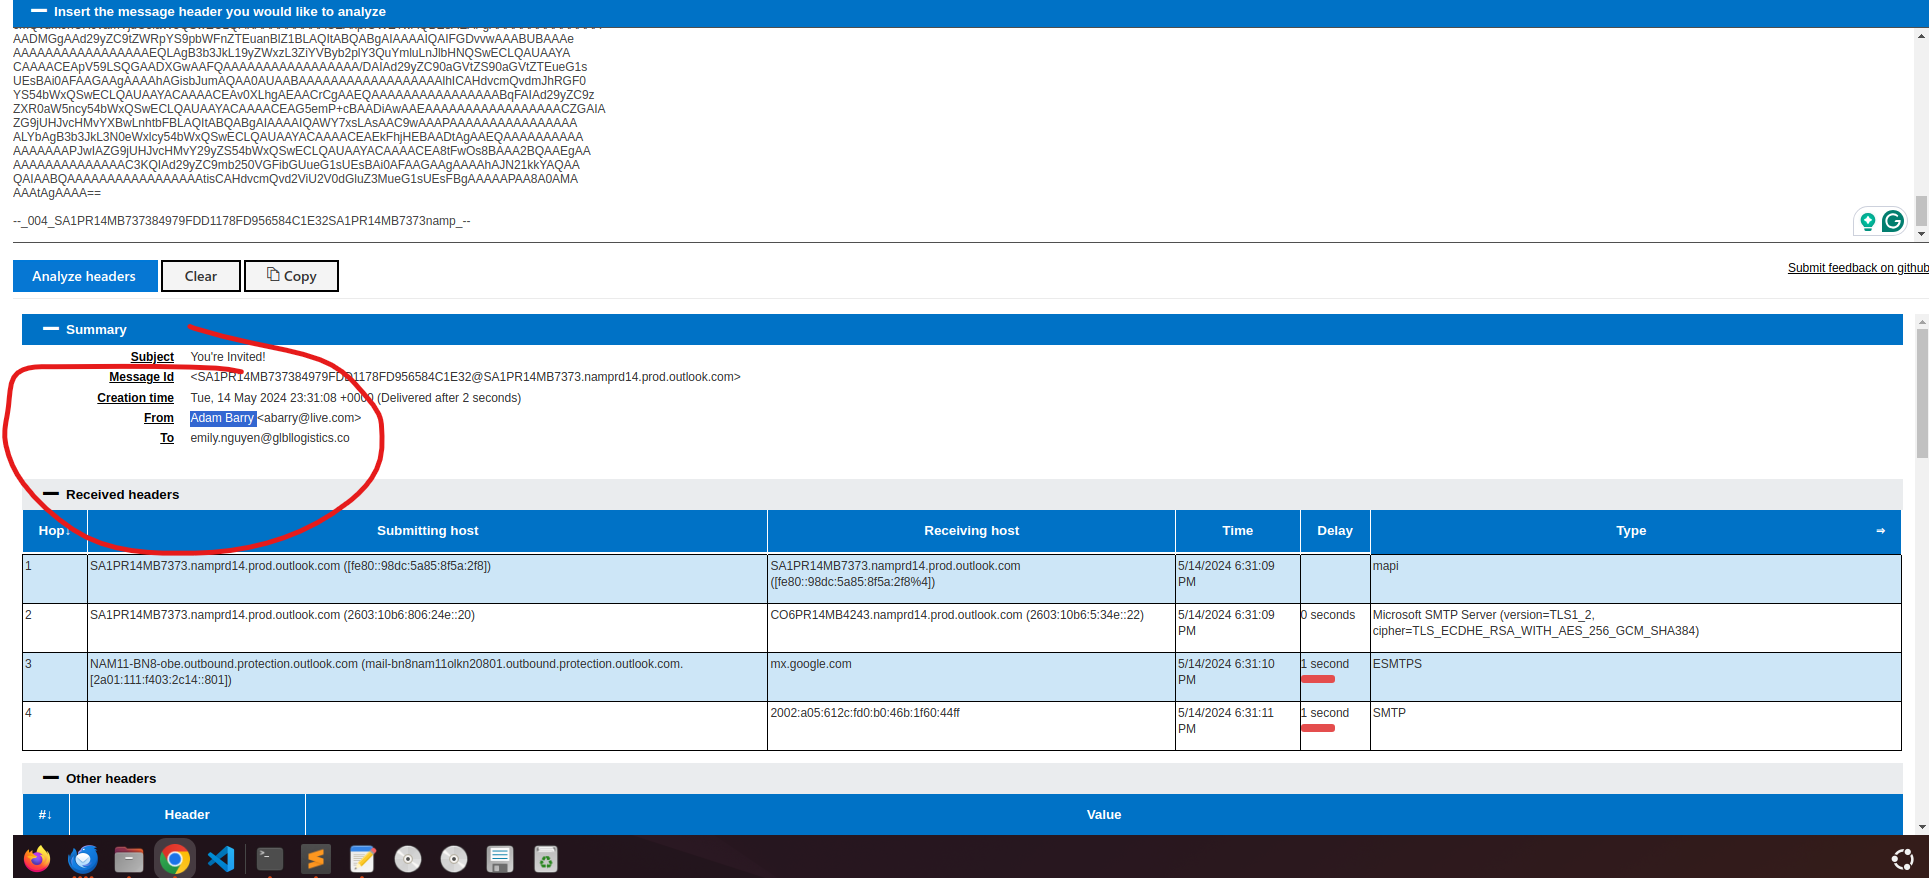 Insert the message header you would like to analyze
AADMGgAAd29yZC9tZWRpYS9pbWFnZTEuanBlZ1BLAQItABQABgAIAAAAIQAIFGDvvwAAABUBAAAe
AAAAAAAAAAAAAAAAAEQLAgB3b3JkL19yZWxzL3ZiYVByb2plY3QuYmluLnJlbHNQSwECLQAUAAYA
CAAAACEApV59LSQGAADXGwAAFQAAAAAAAAAAAAAAAAA/DAIAd29yZC90aGVtZS90aGVtZTEueG1s
UEsBAi0AFAAGAAgAAAAhAGisbJumAQAA0AUAABAAAAAAAAAAAAAAAAAAlhICAHdvcmQvdmJhRGF0
YS54bWxQSwECLQAUAAYACAAAACEAv0XLhgAEAACrCgAAEQAAAAAAAAAAAAAAAABqFAIAd29yZC9z
ZXR0aW5ncy54bWxQSwECLQAUAAYACAAAACEAG5emP+cBAADiAwAAEAAAAAAAAAAAAAAAAACZGAIA
ZG9jUHJvcHMvYXBwLnhtbFBLAQItABQABgAIAAAAIQAWY7xsLAsAAC9wAAAPAAAAAAAAAAAAAAAA
ALYbAgB3b3JkL3N0eWxlcy54bWxQSwECLQAUAAYACAAAACEAEkFhjHEBAADtAgAAEQAAAAAAAAAA
AAAAAAAPJwIAZG9jUHJvcHMvY29yZS54bWxQSwECLQAUAAYACAAAACEA8tFwOs8BAAA2BQAAEgAA
AAAAAAAAAAAAAAC3KQIAd29yZC9mb250VGFibGUueG1sUEsBAi0AFAAGAAgAAAAhAJN21kkYAQAA
QAIAABQAAAAAAAAAAAAAAAAAtisCAHdvcmQvd2ViU2V0dGluZ3MueG1sUEsFBgAAAAAPAA8A0AMA
AAAtAgAAAA==
--_004_SA1PR14MB737384979FDD1178FD956584C1E32SA1PR14MB7373namp_--
Analyze headers Clear Copy
Submit feedback on github
Summary
Subject You're Invited!
Message Id <SA1PR14MB737384979FDD1178FD956584C1E32@SA1PR14MB7373.namprd14.prod.outlook.com>
Creation time Tue, 14 May 2024 23:31:08 +0000 (Delivered after 2 seconds)
From Adam Barry <abarry@live.com>
To emily.nguyen@glbllogistics.co
Received headers
Hop↓ Submitting host Receiving host Time Delay Type ⇒
1 SA1PR14MB7373.namprd14.prod.outlook.com ([fe80::98dc:5a85:8f5a:2f8]) SA1PR14MB7373.namprd14.prod.outlook.com 5/14/2024 6:31:09 mapi
([fe80::98dc:5a85:8f5a:2f8%4]) PM
2 SA1PR14MB7373.namprd14.prod.outlook.com (2603:10b6:806:24e::20) CO6PR14MB4243.namprd14.prod.outlook.com (2603:10b6:5:34e::22) 5/14/2024 6:31:09 0 seconds Microsoft SMTP Server (version=TLS1_2,
PM cipher=TLS_ECDHE_RSA_WITH_AES_256_GCM_SHA384)
3 NAM11-BN8-obe.outbound.protection.outlook.com (mail-bn8nam11olkn20801.outbound.protection.outlook.com. mx.google.com 5/14/2024 6:31:10 1 second ESMTPS
[2a01:111:f403:2c14::801]) PM
4 2002:a05:612c:fd0:b0:46b:1f60:44ff 5/14/2024 6:31:11 1 second SMTP
PM
Other headers
#↓ Header Value